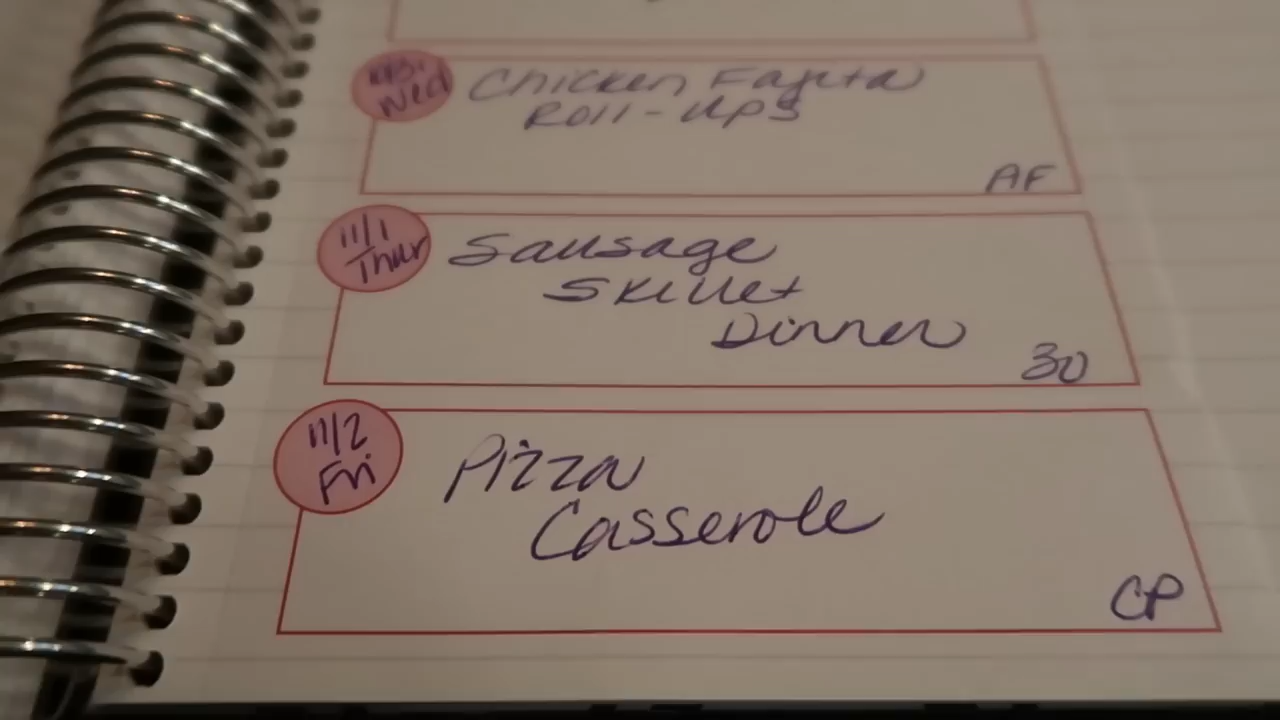 Wed
Chicken Fajita
Roll-ups
AF
11/1
Thur
Sausage
Skillet
Dinner
30
11/2
Fri
Pizza
Casserole
CP